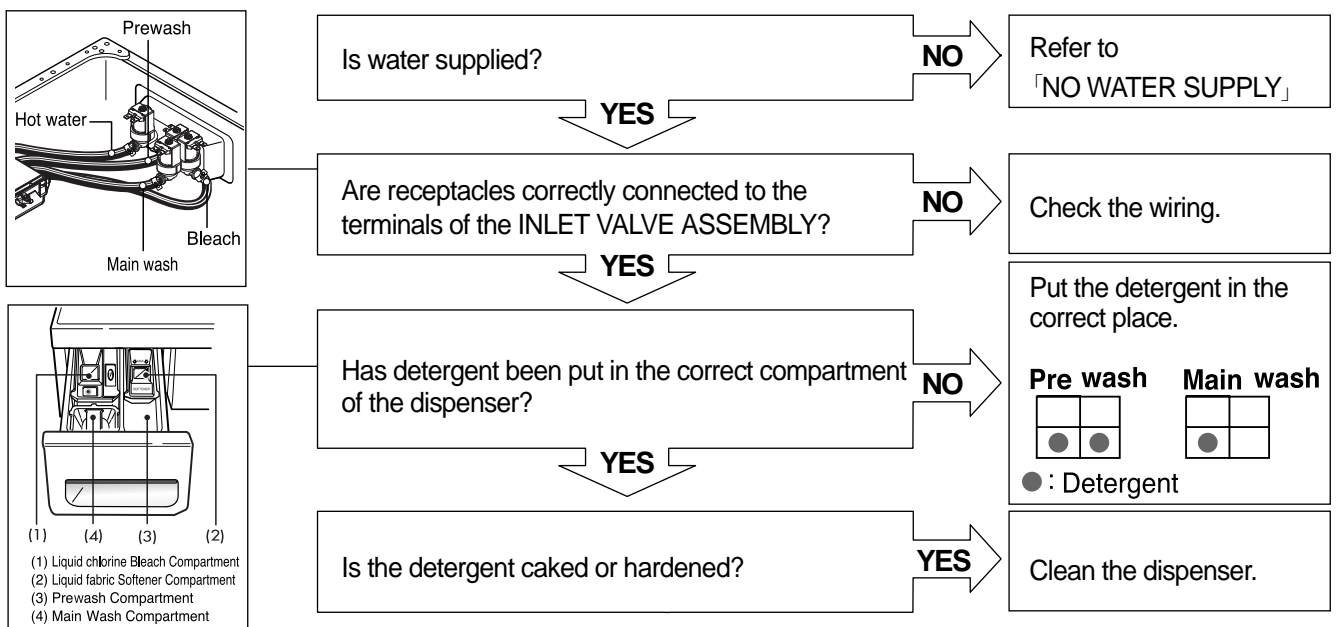 Prewash
Hot water
Bleach
Main wash
Is water supplied?
NO
Refer to
「NO WATER SUPPLY」
YES
Are receptacles correctly connected to the
terminals of the INLET VALVE ASSEMBLY?
NO
Check the wiring.
YES
(1) (4) (3) (2)
(1) Liquid chlorine Bleach Compartment
(2) Liquid fabric Softener Compartment
(3) Prewash Compartment
(4) Main Wash Compartment
Has detergent been put in the correct compartment
of the dispenser?
NO
Put the detergent in the
correct place.
Pre wash Main wash
: Detergent
YES
Is the detergent caked or hardened?
YES
Clean the dispenser.